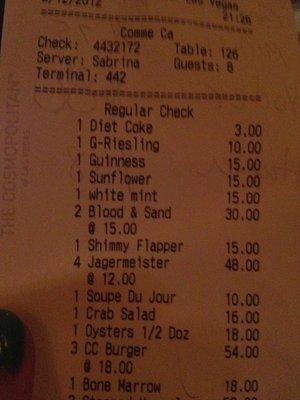 Vegas
2012 21:20
Comme Ca
Check: 4432172 Table: 126
Server: Sabrina Guests: 8
Terminal: 442
Regular Check
1 Diet Coke 3.00
1 G-Riesling 10.00
1 Guinness 15.00
1 Sunflower 15.00
1 white mint 15.00
2 Blood & Sand 30.00
@ 15.00
1 Shimmy Flapper 15.00
4 Jagermeister 48.00
@ 12.00
1 Soupe Du Jour 10.00
1 Crab Salad 16.00
1 Oysters 1/2 Doz 18.00
3 CC Burger 54.00
@ 18.00
1 Bone Marrow 18.00
THE COSMOPOLITAN™